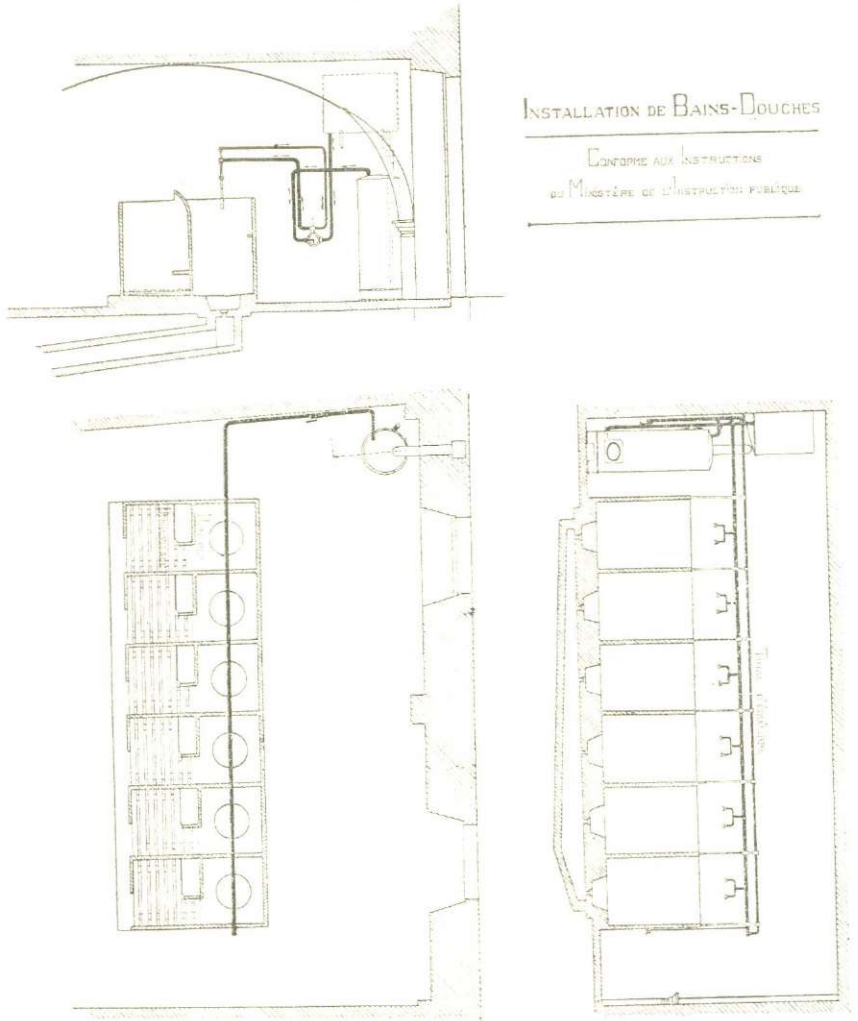 INSTALLATION DE BAINS-DOUCHES
CONFORME AUX INSTRUCTIONS
DU MINISTÈRE DE L'INSTRUCTION PUBLIQUE